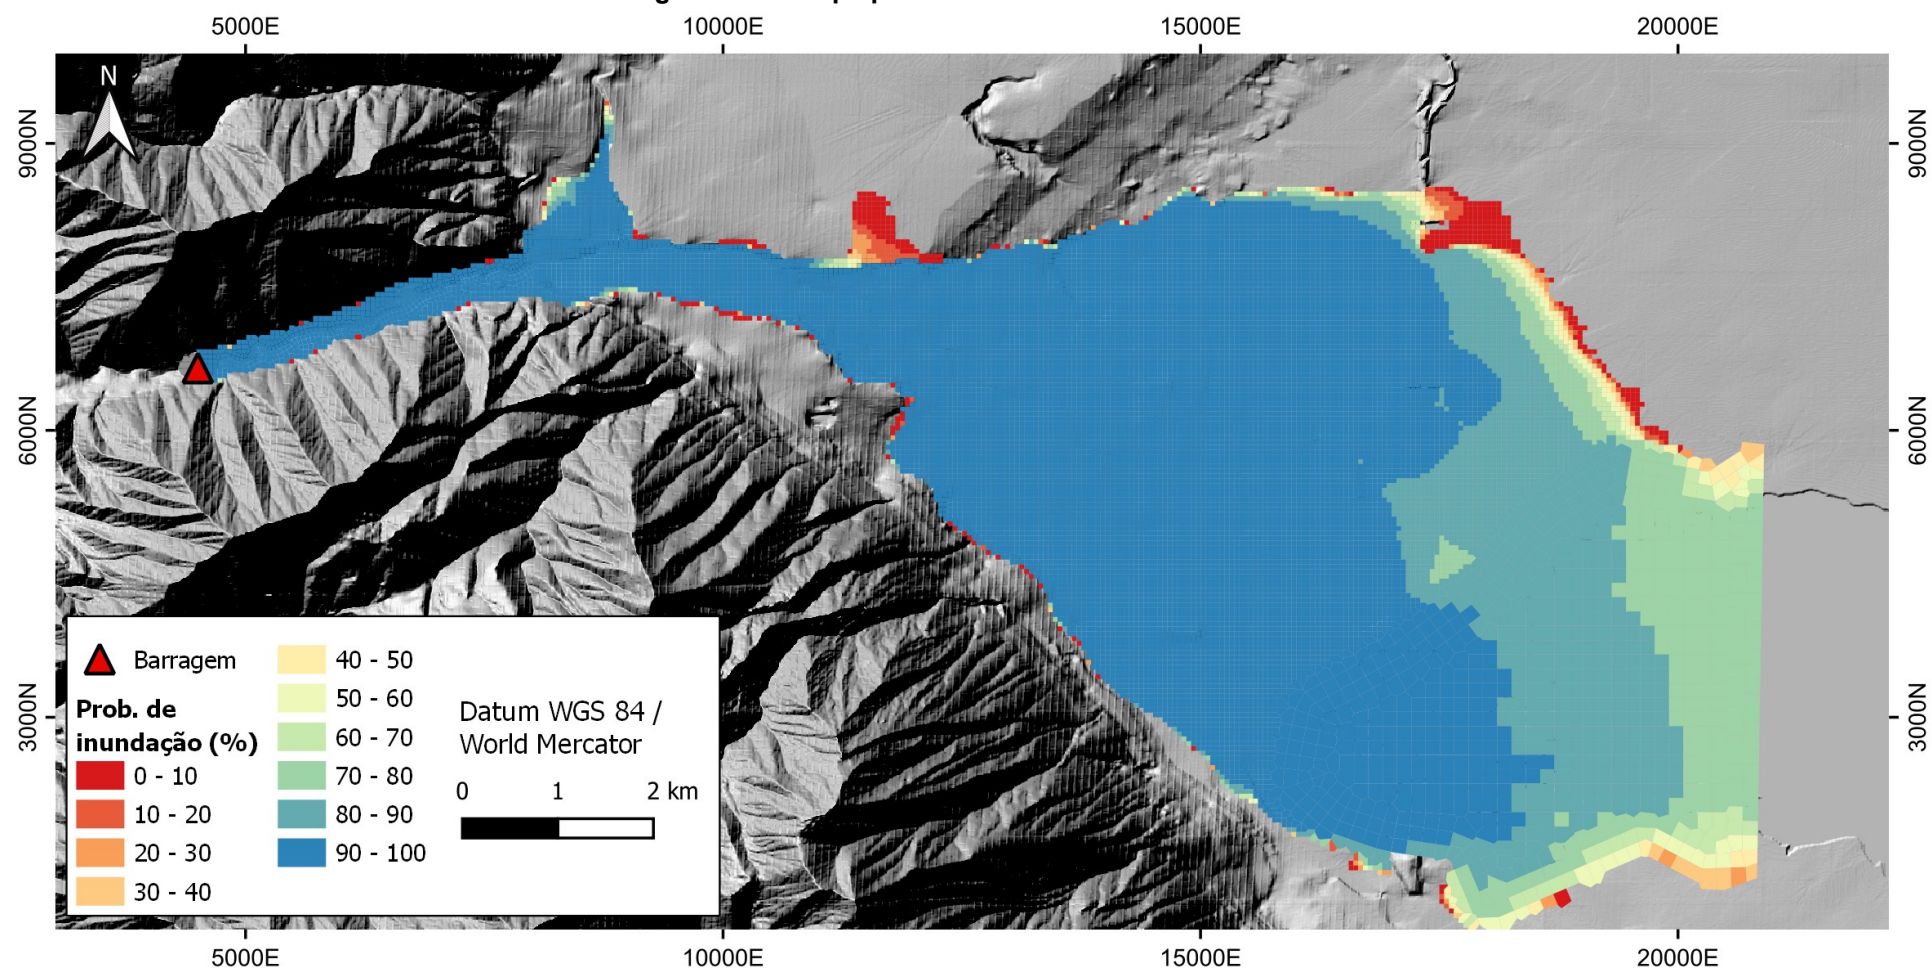 5000E 10000E 15000E 20000E
N
9000N 9000N
6000N 6000N
3000N 3000N
Barragem
Prob. de
inundação (%)
0 - 10
10 - 20
20 - 30
30 - 40
40 - 50
50 - 60
60 - 70
70 - 80
80 - 90
90 - 100
Datum WGS 84 /
World Mercator
0 1 2 km
5000E 10000E 15000E 20000E